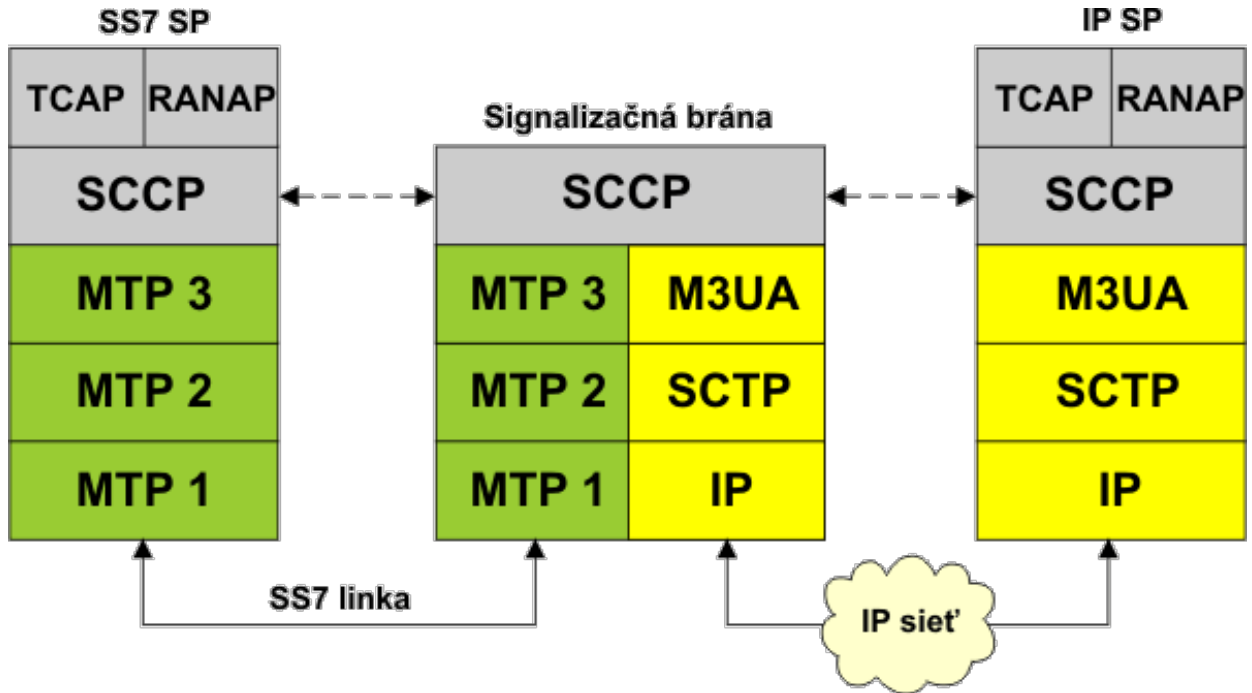 SS7 SP
TCAP RANAP
SCCP
MTP 3
MTP 2
MTP 1
Signalizačná brána
SCCP
MTP 3 M3UA
MTP 2 SCTP
MTP 1 IP
IP SP
TCAP RANAP
SCCP
M3UA
SCTP
IP
SS7 linka
IP sieť